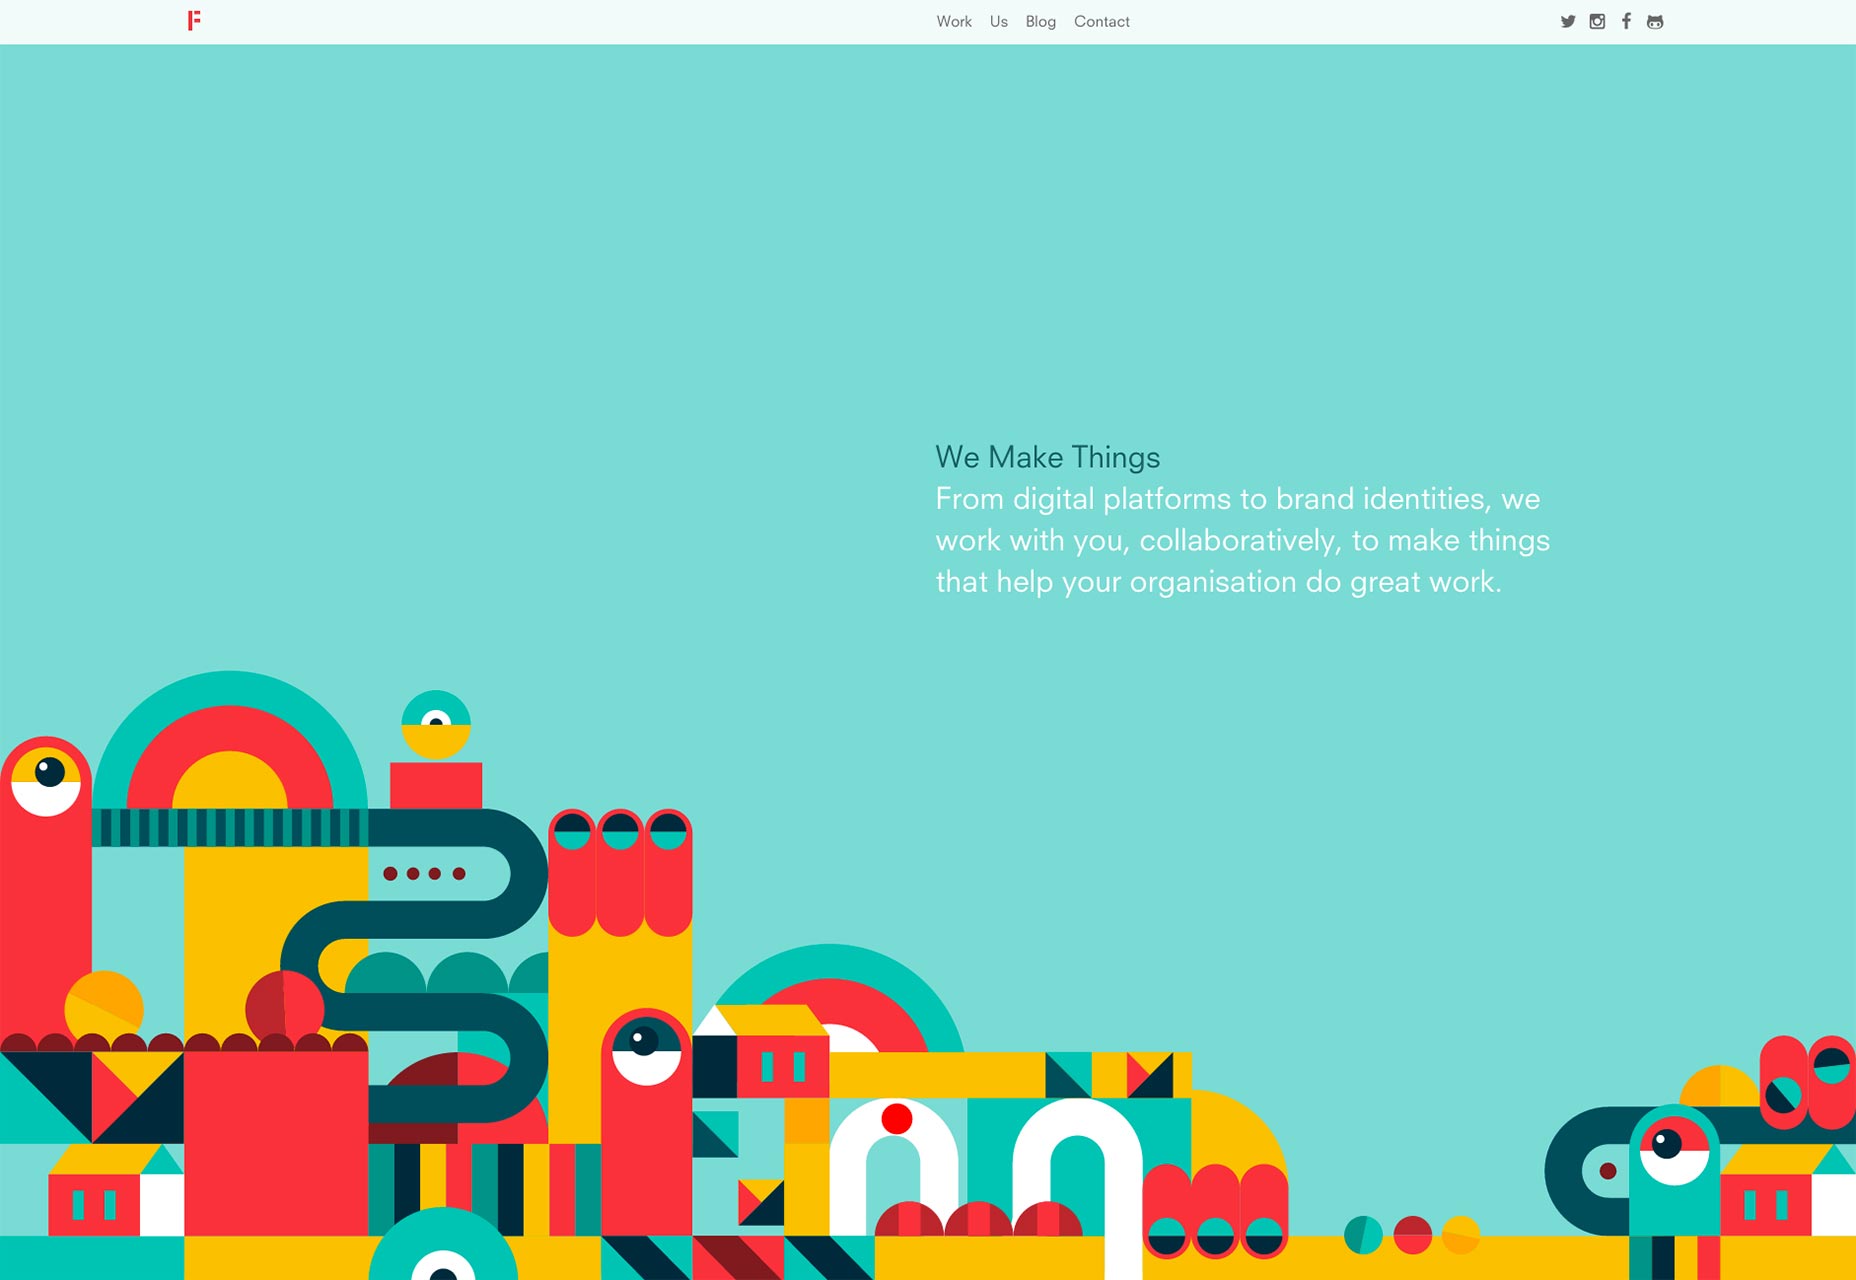 F
Work Us Blog Contact
We Make Things
From digital platforms to brand identities, we
work with you, collaboratively, to make things
that help your organisation do great work.